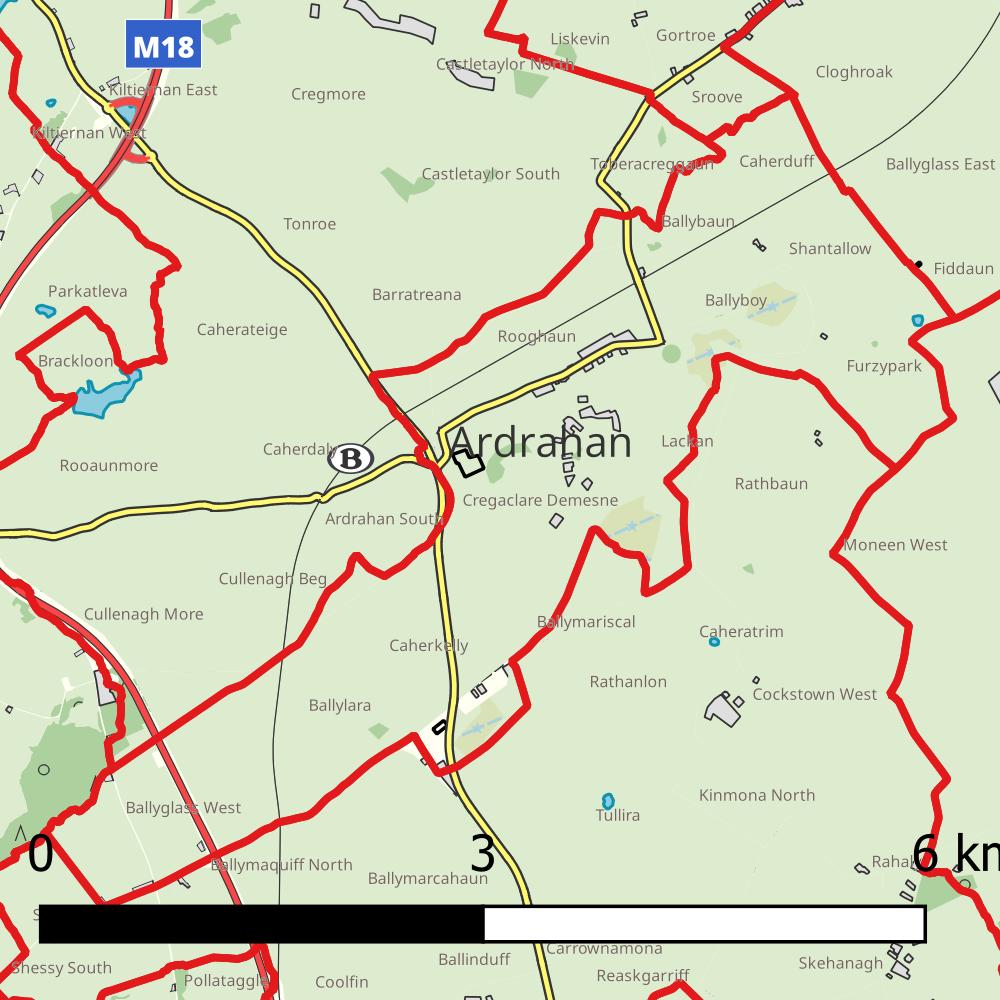 Liskevin
Gortroe
M18
Castletaylor North
Cloghroak
Kiltiernan East
Cregmore
Sroove
Kiltiernan West
Toberacreggaun
Caherduff
Ballyglass East
Castletaylor South
Tonroe
Ballybaun
Shantallow
Fiddaun
Parkatleva
Barratreana
Ballyboy
Caherateige
Rooghaun
Brackloon
Furzypark
Ardrahan
Lackan
Caherdaly
B
Rooaunmore
Rathbaun
Cregaclare Demesne
Ardrahan South
Moneen West
Cullenagh Beg
Cullenagh More
Ballymariscal
Caheratrim
Caherkelly
Rathanlon
Cockstown West
Ballylara
Kinmona North
Ballyglass West
Tullira
0
3
6 km
Ballymaquiff North
Ballymarcahaun
Carrownamona
Ballinduff
Skehanagh
Shessy South
Reaskgarriff
Pollataggle
Coolfin